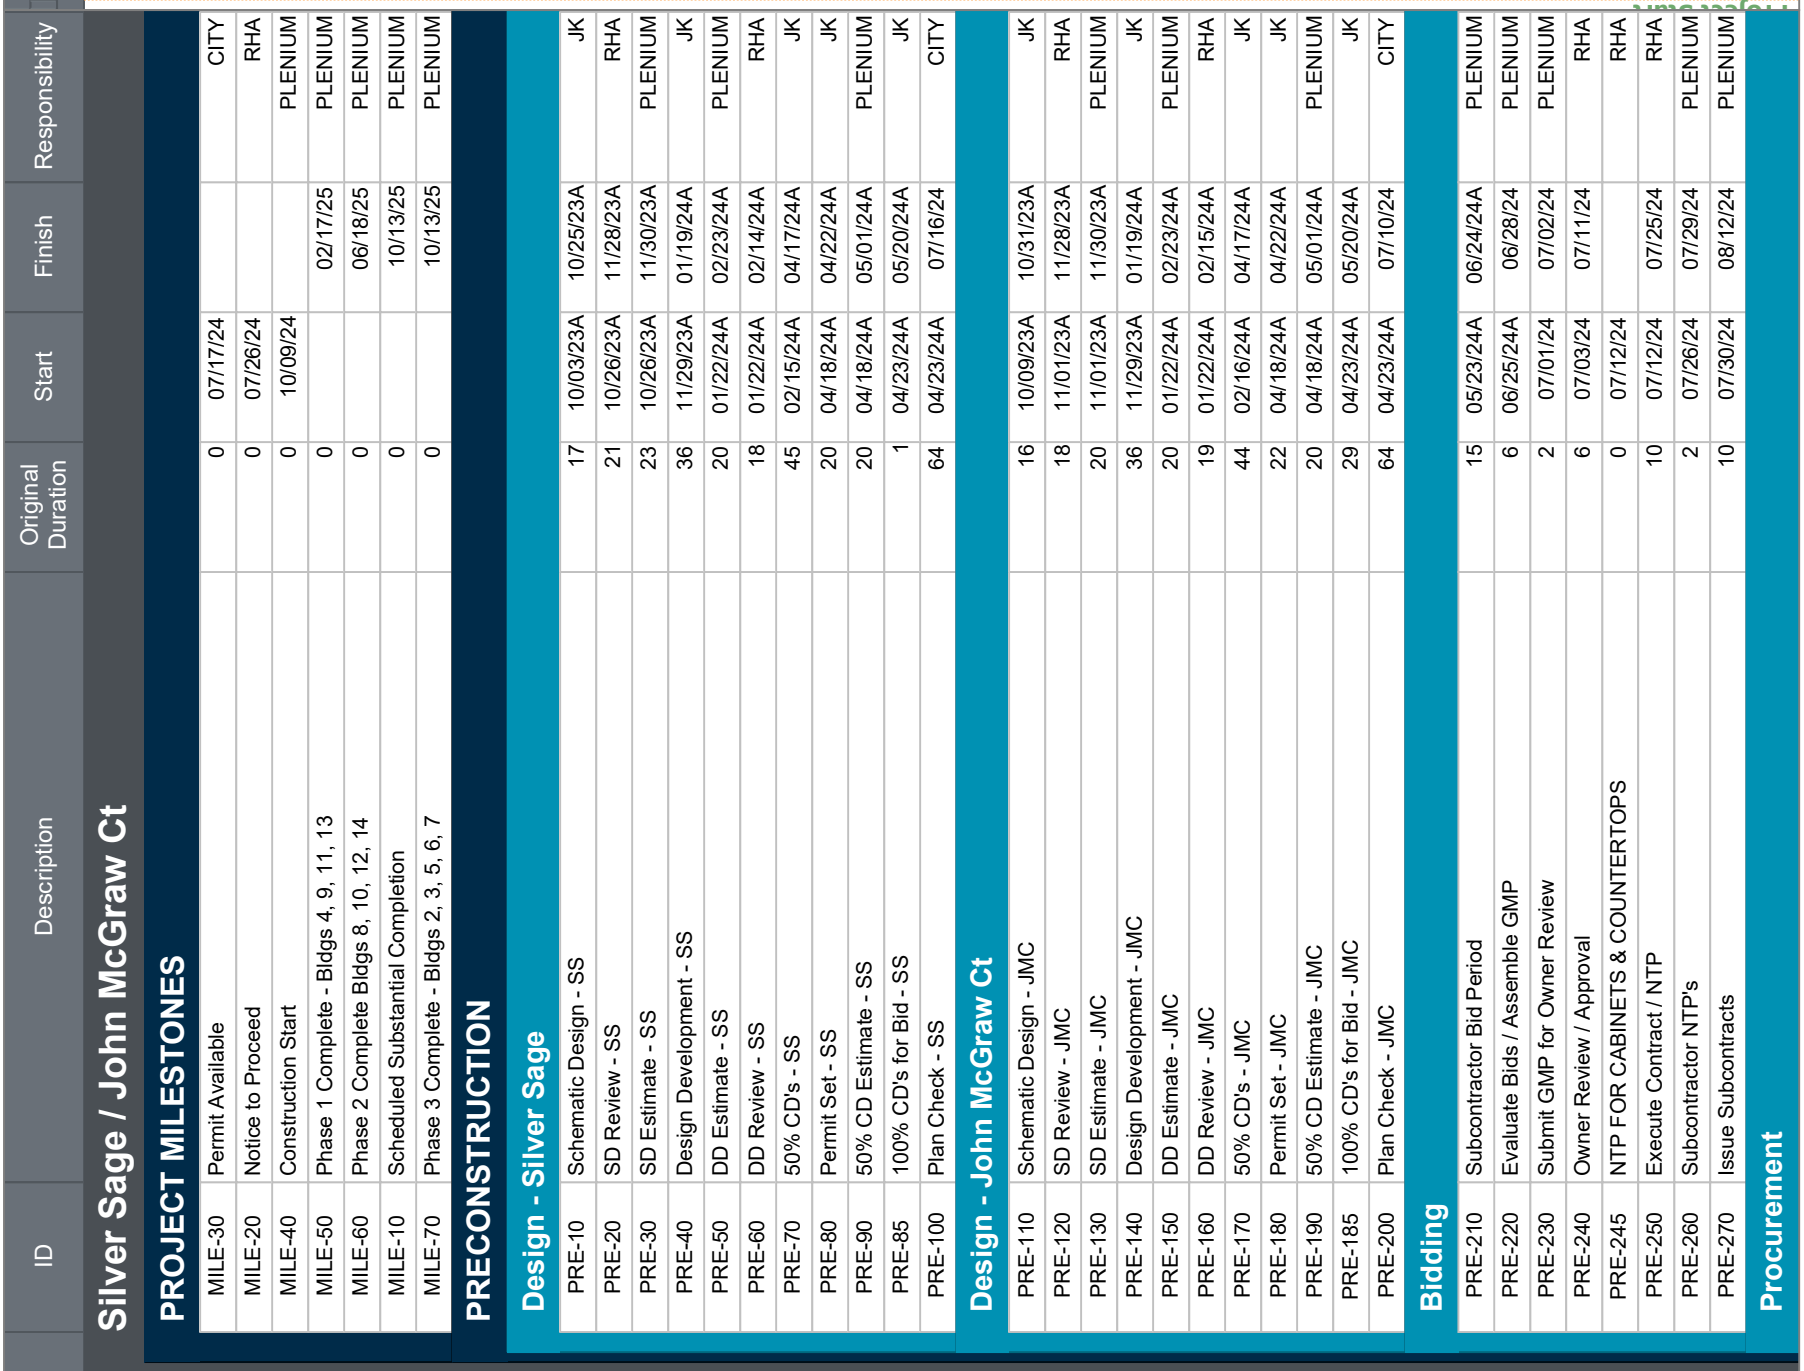 ID Description Original Duration Start Finish Responsibility
Silver Sage / John McGraw Ct
PROJECT MILESTONES
MILE-30 Permit Available 0 07/17/24 CITY
MILE-20 Notice to Proceed 0 07/26/24 RHA
MILE-40 Construction Start 0 10/09/24 PLENIUM
MILE-50 Phase 1 Complete - Bldgs 4, 9, 11, 13 0 02/17/25 PLENIUM
MILE-60 Phase 2 Complete Bldgs 8, 10, 12, 14 0 06/18/25 PLENIUM
MILE-10 Scheduled Substantial Completion 0 10/13/25 PLENIUM
MILE-70 Phase 3 Complete - Bldgs 2, 3, 5, 6, 7 0 10/13/25 PLENIUM
PRECONSTRUCTION
Design - Silver Sage
PRE-10 Schematic Design - SS 17 10/03/23A 10/25/23A JK
PRE-20 SD Review - SS 21 10/26/23A 11/28/23A RHA
PRE-30 SD Estimate - SS 23 10/26/23A 11/30/23A PLENIUM
PRE-40 Design Development - SS 36 11/29/23A 01/19/24A JK
PRE-50 DD Estimate - SS 20 01/22/24A 02/23/24A PLENIUM
PRE-60 DD Review - SS 18 01/22/24A 02/14/24A RHA
PRE-70 50% CD's - SS 45 02/15/24A 04/17/24A JK
PRE-80 Permit Set - SS 20 04/18/24A 04/22/24A JK
PRE-90 50% CD Estimate - SS 20 04/18/24A 05/01/24A PLENIUM
PRE-85 100% CD's for Bid - SS 1 04/23/24A 05/20/24A JK
PRE-100 Plan Check - SS 64 04/23/24A 07/16/24 CITY
Design - John McGraw Ct
PRE-110 Schematic Design - JMC 16 10/09/23A 10/31/23A JK
PRE-120 SD Review - JMC 18 11/01/23A 11/28/23A RHA
PRE-130 SD Estimate - JMC 20 11/01/23A 11/30/23A PLENIUM
PRE-140 Design Development - JMC 36 11/29/23A 01/19/24A JK
PRE-150 DD Estimate - JMC 20 01/22/24A 02/23/24A PLENIUM
PRE-160 DD Review - JMC 19 01/22/24A 02/15/24A RHA
PRE-170 50% CD's - JMC 44 02/16/24A 04/17/24A JK
PRE-180 Permit Set - JMC 22 04/18/24A 04/22/24A JK
PRE-190 50% CD Estimate - JMC 20 04/18/24A 05/01/24A PLENIUM
PRE-185 100% CD's for Bid - JMC 29 04/23/24A 05/20/24A JK
PRE-200 Plan Check - JMC 64 04/23/24A 07/10/24 CITY
Bidding
PRE-210 Subcontractor Bid Period 15 05/23/24A 06/24/24A PLENIUM
PRE-220 Evaluate Bids / Assemble GMP 6 06/25/24A 06/28/24 PLENIUM
PRE-230 Submit GMP for Owner Review 2 07/01/24 07/02/24 PLENIUM
PRE-240 Owner Review / Approval 6 07/03/24 07/11/24 RHA
PRE-245 NTP FOR CABINETS & COUNTERTOPS 0 07/12/24 RHA
PRE-250 Execute Contract / NTP 10 07/12/24 07/25/24 RHA
PRE-260 Subcontractor NTP's 2 07/26/24 07/29/24 PLENIUM
PRE-270 Issue Subcontracts 10 07/30/24 08/12/24 PLENIUM
Procurement